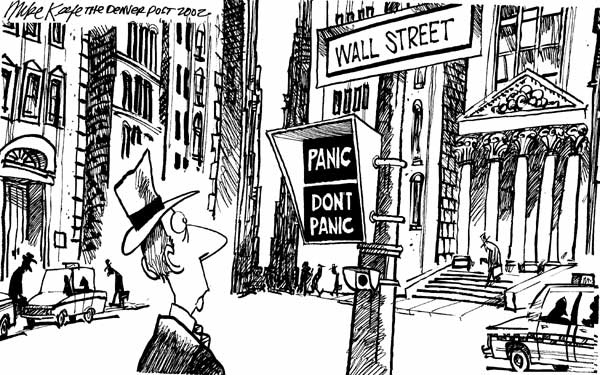 Mike Keefe THE DENVER POST 2002
WALL STREET
PANIC
DONT
PANIC